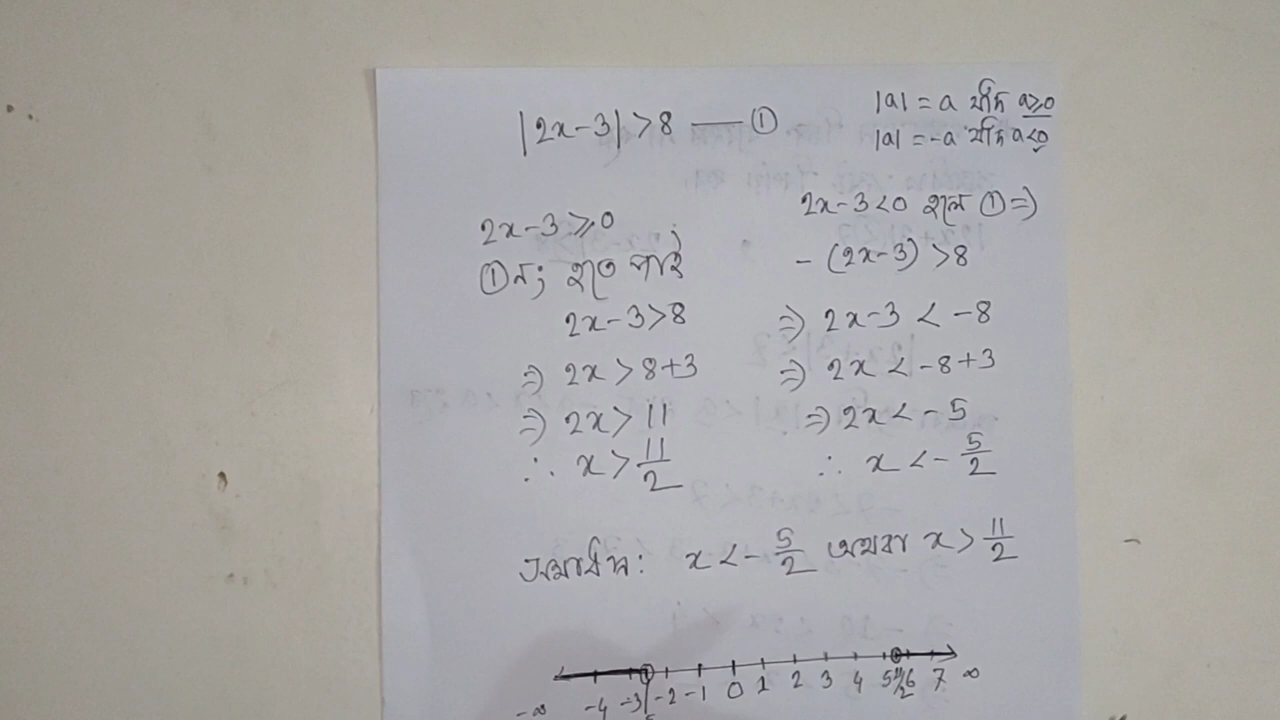 |2x-3| > 8 —— ①
|a| = a যদি a≥0
|a| = -a যদি a<0
2x-3 ≥ 0
①নং হতে পাই
2x-3 > 8
⇒ 2x > 8+3
⇒ 2x > 11
∴ x > 11/2
2x-3 < 0 হলে ① ⇒
- (2x-3) > 8
⇒ 2x-3 < -8
⇒ 2x < -8+3
⇒ 2x < -5
∴ x < - 5/2
সমাধান: x < - 5/2 অথবা x > 11/2
-∞ -4 -3 -2 -1 0 1 2 3 4 5 11/2 6 7 ∞